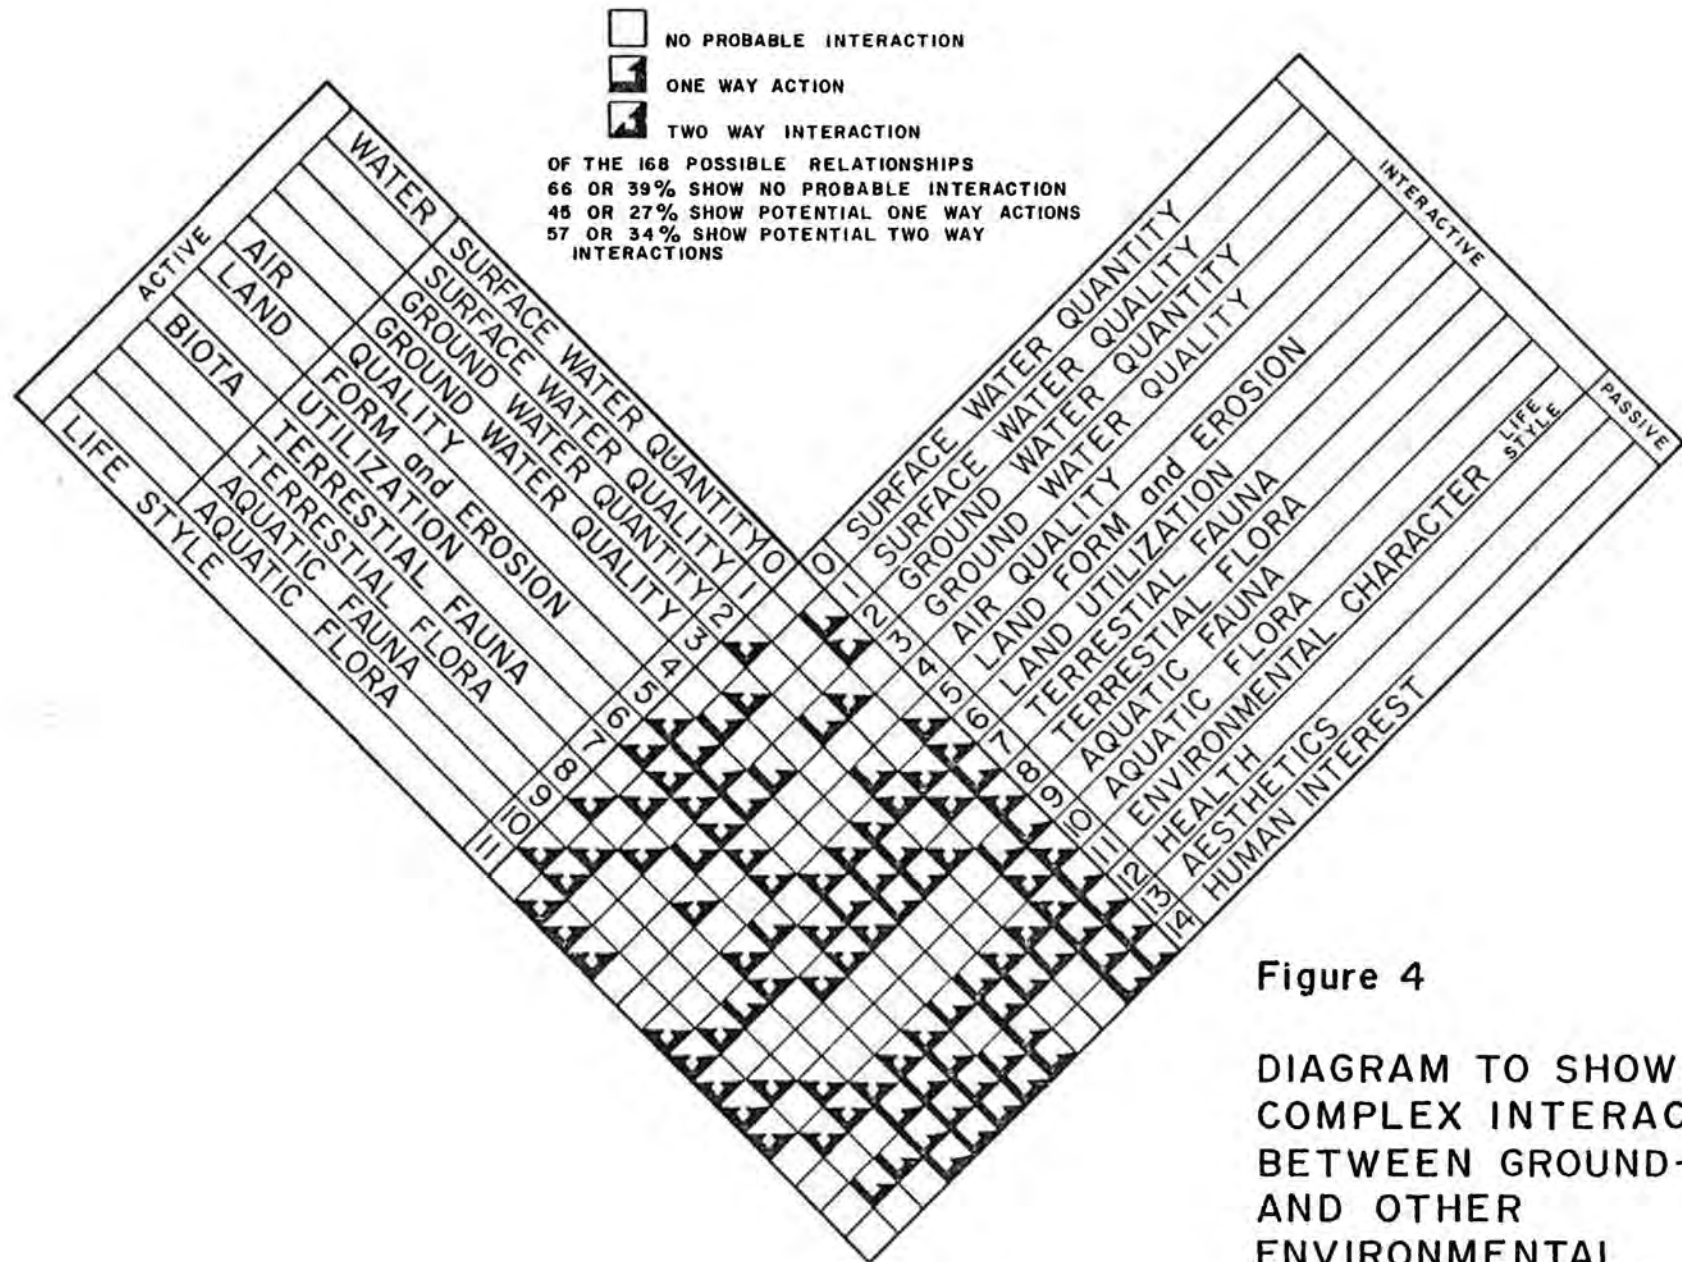 NO PROBABLE INTERACTION
ONE WAY ACTION
TWO WAY INTERACTION
OF THE 168 POSSIBLE RELATIONSHIPS
66 OR 39% SHOW NO PROBABLE INTERACTION
45 OR 27% SHOW POTENTIAL ONE WAY ACTIONS
57 OR 34% SHOW POTENTIAL TWO WAY
INTERACTIONS
ACTIVE
WATER
AIR
LAND
BIOTA
LIFE STYLE
SURFACE WATER QUANTITY 0
SURFACE WATER QUALITY 1
GROUND WATER QUANTITY 2
GROUND WATER QUALITY 3
QUALITY 4
FORM and EROSION 5
UTILIZATION 6
TERRESTIAL FAUNA 7
TERRESTIAL FLORA 8
AQUATIC FAUNA 9
AQUATIC FLORA 10
11
INTERACTIVE
PASSIVE
0 SURFACE WATER QUANTITY
1 SURFACE WATER QUALITY
2 GROUND WATER QUANTITY
3 GROUND WATER QUALITY
4 AIR QUALITY
5 LAND FORM and EROSION
6 LAND UTILIZATION
7 TERRESTIAL FAUNA
8 TERRESTIAL FLORA
9 AQUATIC FAUNA
10 AQUATIC FLORA
11 ENVIRONMENTAL CHARACTER
LIFE
STYLE
12 HEALTH
13 AESTHETICS
14 HUMAN INTEREST
Figure 4
DIAGRAM TO SHOW
COMPLEX INTERAC
BETWEEN GROUND-
AND OTHER
ENVIRONMENTAL